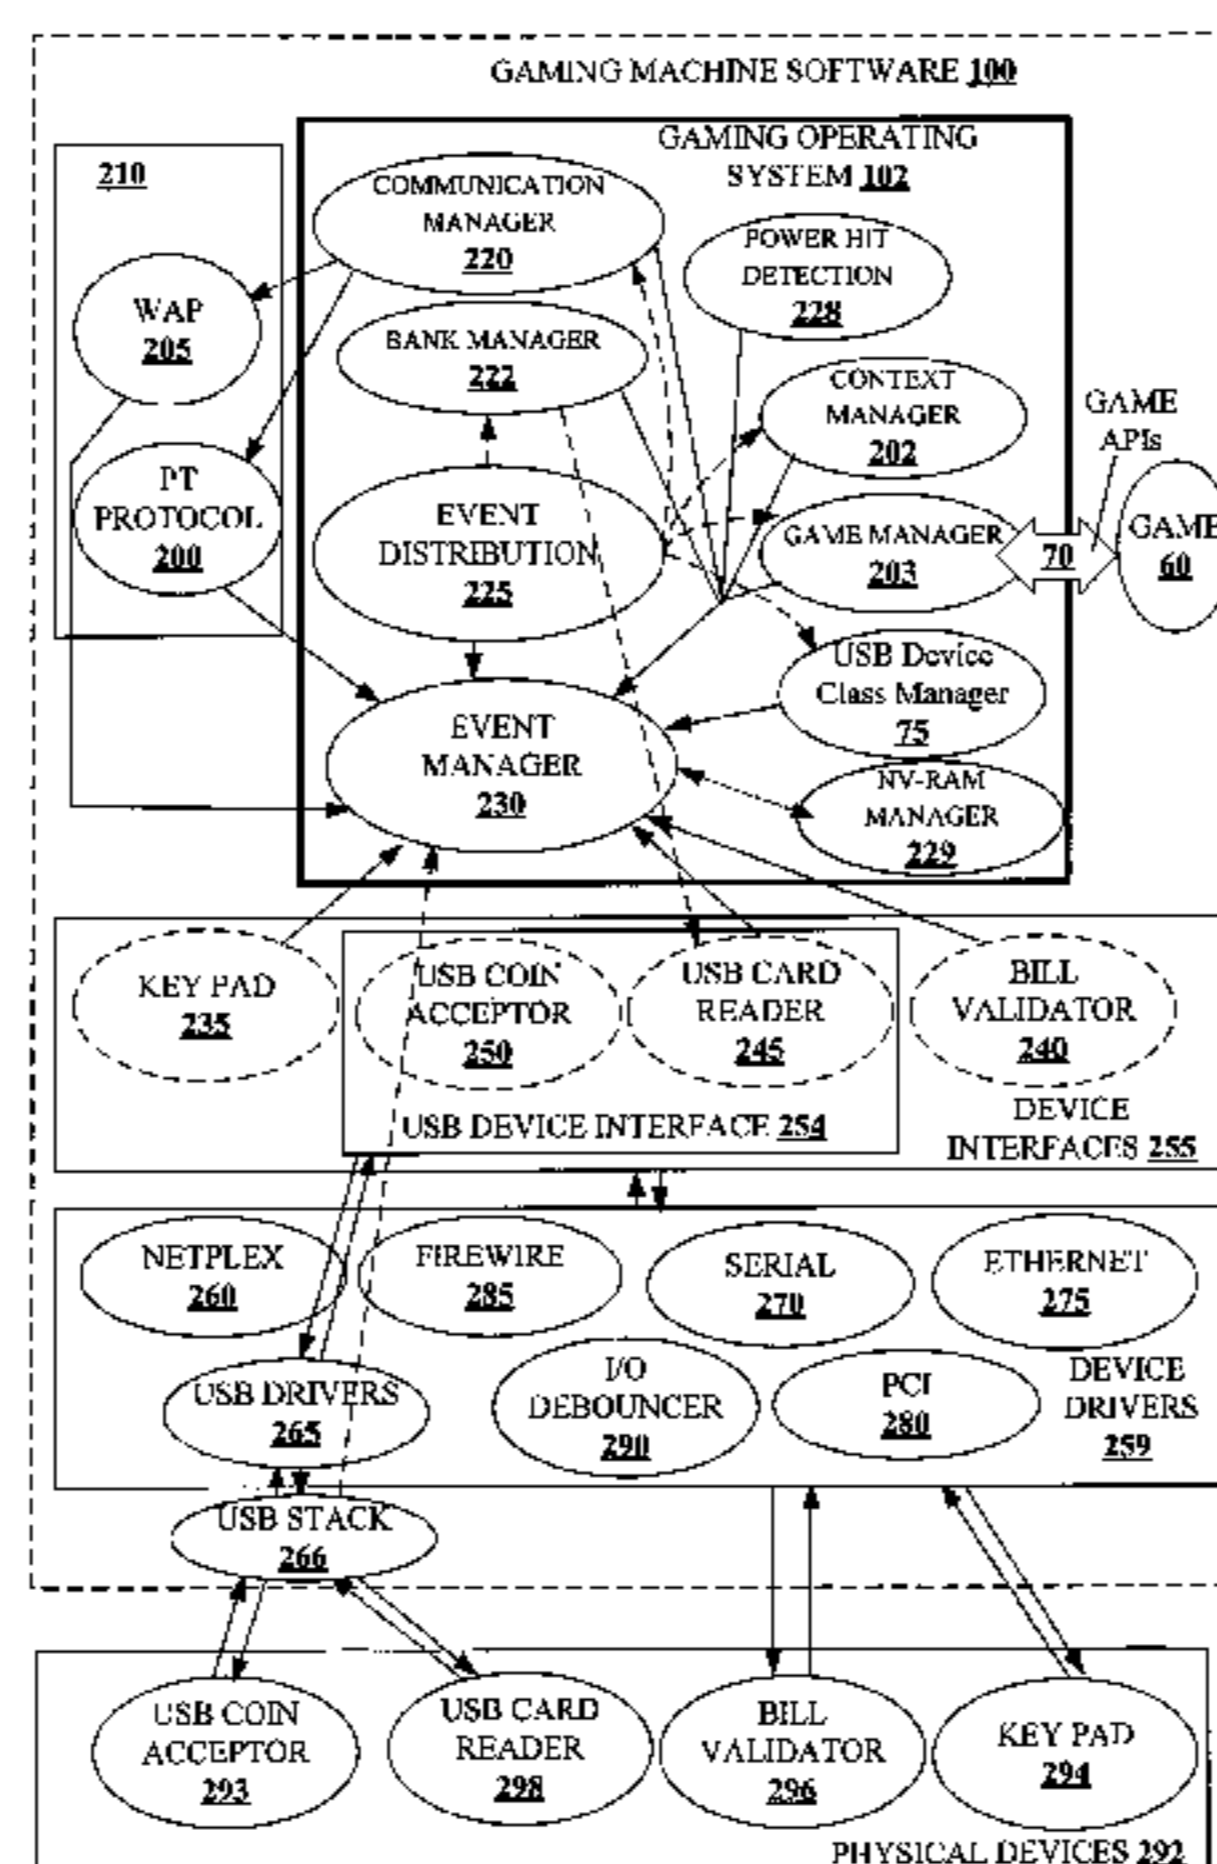 GAMING MACHINE SOFTWARE 100
GAMING OPERATING
SYSTEM 102
210
COMMUNICATION
MANAGER
220
POWER HIT
DETECTION
228
WAP
205
BANK MANAGER
222
CONTEXT
MANAGER
202
GAME
APIs
PT
PROTOCOL
200
EVENT
DISTRIBUTION
225
GAME MANAGER
203
70
GAME
60
USB Device
Class Manager
75
EVENT
MANAGER
230
NV-RAM
MANAGER
229
KEY PAD
235
USB COIN
ACCEPTOR
250
USB CARD
READER
245
BILL
VALIDATOR
240
USB DEVICE INTERFACE 254
DEVICE
INTERFACES 255
NETPLEX
260
FIREWIRE
285
SERIAL
270
ETHERNET
275
USB DRIVERS
265
I/O
DEBOUNCER
290
PCI
280
DEVICE
DRIVERS
259
USB STACK
266
USB COIN
ACCEPTOR
293
USB CARD
READER
298
BILL
VALIDATOR
296
KEY PAD
294
PHYSICAL DEVICES 292